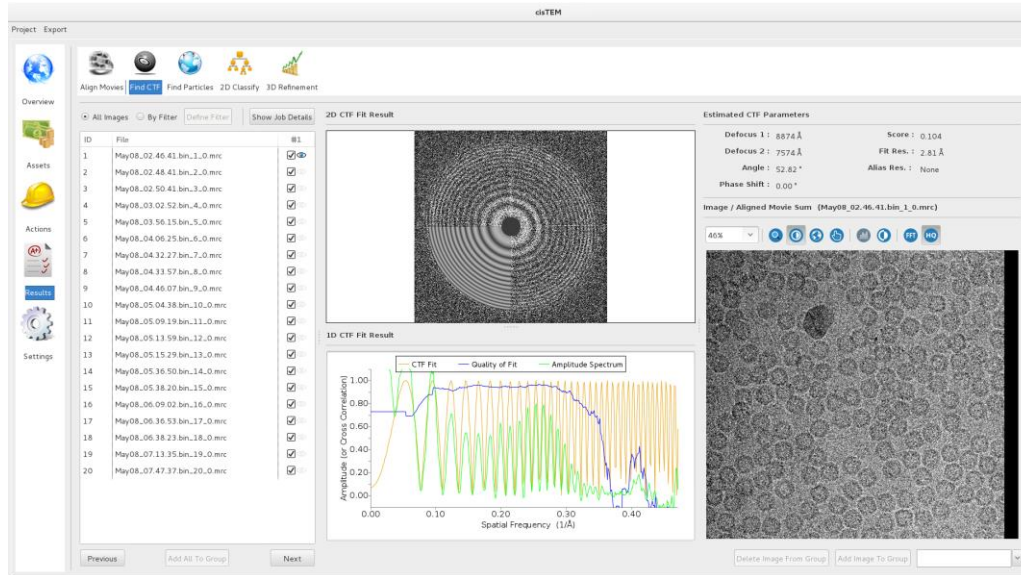 cisTEM
Project Export
Overview
Assets
Actions
Results
Settings
Align Movies Find CTF Find Particles 2D Classify 3D Refinement
All Images By Filter Define Filter Show Job Details
ID File #1
1 May08_02.46.41.bin_1_0.mrc
2 May08_02.48.41.bin_2_0.mrc
3 May08_02.50.41.bin_3_0.mrc
4 May08_03.02.52.bin_4_0.mrc
5 May08_03.56.15.bin_5_0.mrc
6 May08_04.06.25.bin_6_0.mrc
7 May08_04.32.27.bin_7_0.mrc
8 May08_04.33.57.bin_8_0.mrc
9 May08_04.46.07.bin_9_0.mrc
10 May08_05.04.38.bin_10_0.mrc
11 May08_05.09.19.bin_11_0.mrc
12 May08_05.13.59.bin_12_0.mrc
13 May08_05.15.29.bin_13_0.mrc
14 May08_05.36.50.bin_14_0.mrc
15 May08_05.38.20.bin_15_0.mrc
16 May08_06.09.02.bin_16_0.mrc
17 May08_06.36.53.bin_17_0.mrc
18 May08_06.38.23.bin_18_0.mrc
19 May08_07.13.35.bin_19_0.mrc
20 May08_07.47.37.bin_20_0.mrc
Previous Add All To Group Next
2D CTF Fit Result
1D CTF Fit Result
CTF Fit Quality of Fit Amplitude Spectrum
Amplitude (or Cross Correlation)
1.00
0.80
0.60
0.40
0.20
0.00
0.00 0.10 0.20 0.30 0.40
Spatial Frequency (1/Å)
Estimated CTF Parameters
Defocus 1 : 8874 Å Score : 0.104
Defocus 2 : 7574 Å Fit Res. : 2.81 Å
Angle : 52.82 ° Alias Res. : None
Phase Shift : 0.00 °
Image / Aligned Movie Sum (May08_02.46.41.bin_1_0.mrc)
46% FFT HQ
Delete Image From Group Add Image To Group